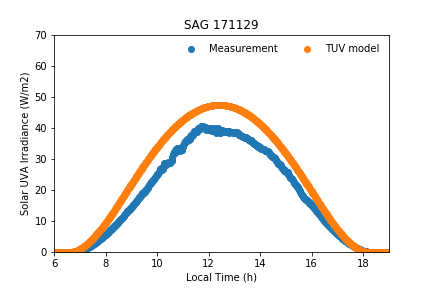 SAG 171129
Measurement
TUV model
Solar UVA Irradiance (W/m2)
70
60
50
40
30
20
10
0
6 8 10 12 14 16 18
Local Time (h)